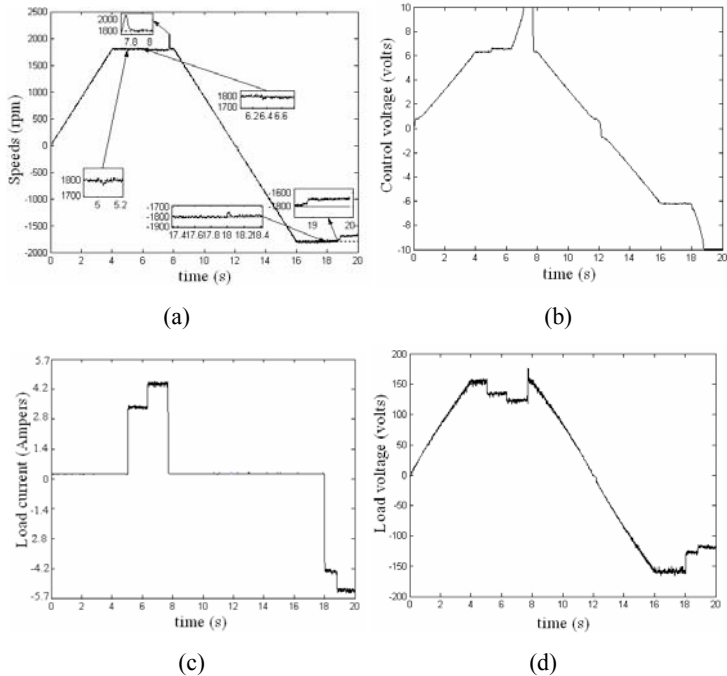 2500
2000
1500
1000
500
0
-500
-1000
-1500
-2000
Speeds (rpm)
0 2 4 6 8 10 12 14 16 18 20
time (s)
2000
1800
7.8 8
1800
1700
6.2 6.4 6.6
1800
1700
5 5.2
-1700
-1800
-1900
17.4 17.6 17.8 18 18.2 18.4
-1600
-1800
19 20
(a)
10
8
6
4
2
0
-2
-4
-6
-8
-10
Control voltage (volts)
0 2 4 6 8 10 12 14 16 18 20
time (s)
(b)
5.7
4.2
2.8
1.4
0
-1.4
2.8
-4.2
-5.7
Load current (Ampers)
0 2 4 6 8 10 12 14 16 18 20
time (s)
(c)
200
150
100
50
0
-50
-100
-150
-200
Load voltage (volts)
0 2 4 6 8 10 12 14 16 18 20
time (s)
(d)